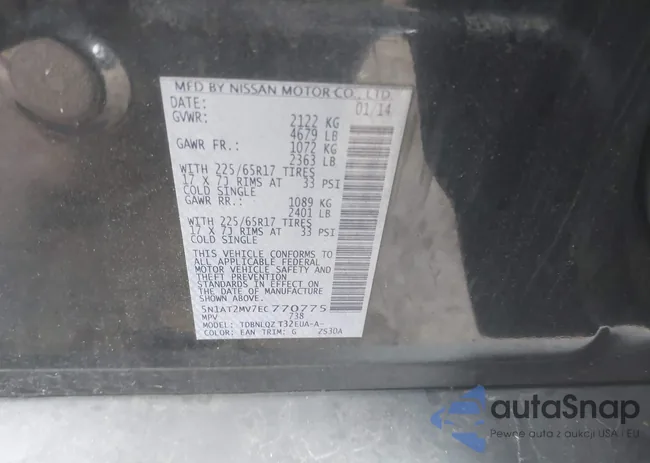 MFD BY NISSAN MOTOR CO., LTD.
DATE: 01/14
GVWR: 2122 KG
4679 LB
GAWR FR.: 1072 KG
2363 LB
WITH 225/65R17 TIRES
17 X 7J RIMS AT 33 PSI
COLD SINGLE
GAWR RR.: 1089 KG
2401 LB
WITH 225/65R17 TIRES
17 X 7J RIMS AT 33 PSI
COLD SINGLE
THIS VEHICLE CONFORMS TO
ALL APPLICABLE FEDERAL
MOTOR VEHICLE SAFETY AND
THEFT PREVENTION
STANDARDS IN EFFECT ON
THE DATE OF MANUFACTURE
SHOWN ABOVE.
5N1AT2MV7EC770775
MPV 738
MODEL: TDBNLQZ T32EUA-A-
COLOR: EAN TRIM: G 2530A
autaSnap
Pewne auta z aukcji USA i EU